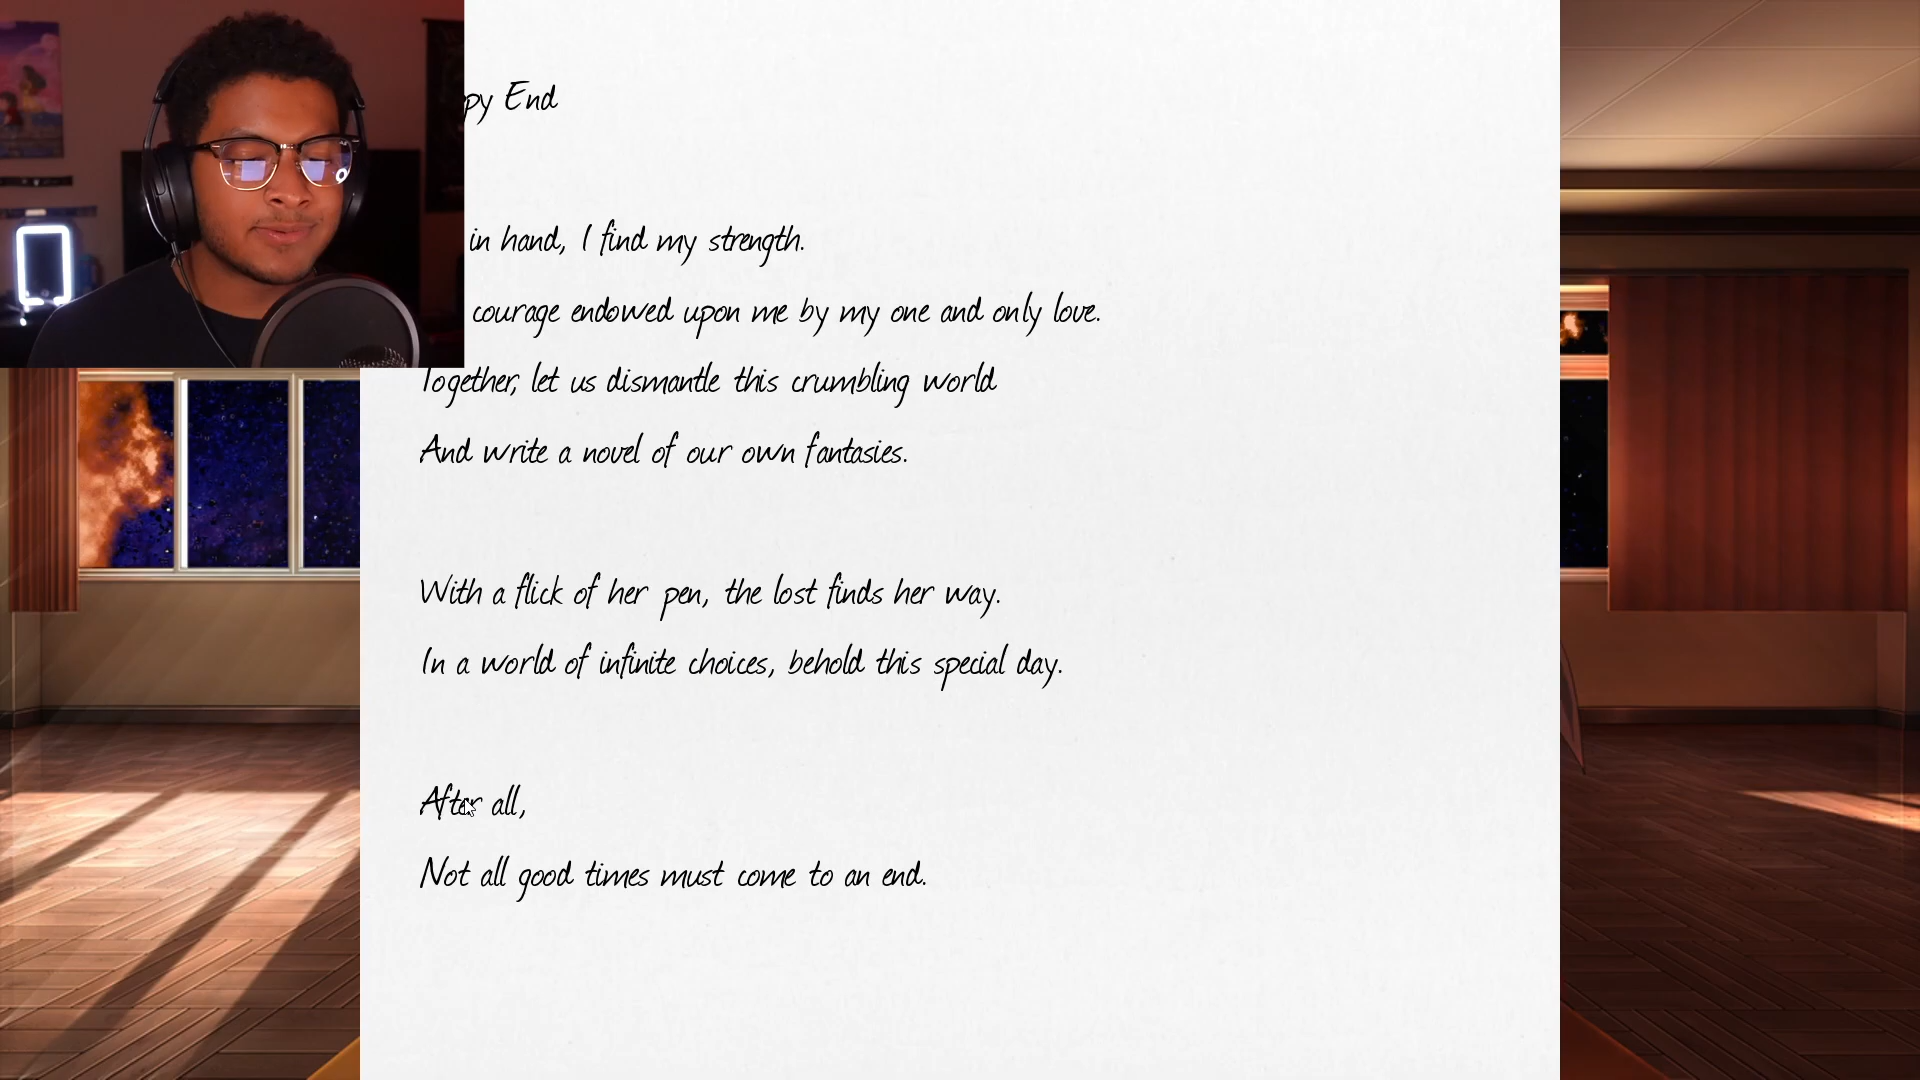 py End
in hand, I find my strength.
courage endowed upon me by my one and only love.
Together, let us dismantle this crumbling world
And write a novel of our own fantasies.
With a flick of her pen, the lost finds her way.
In a world of infinite choices, behold this special day.
After all,
Not all good times must come to an end.